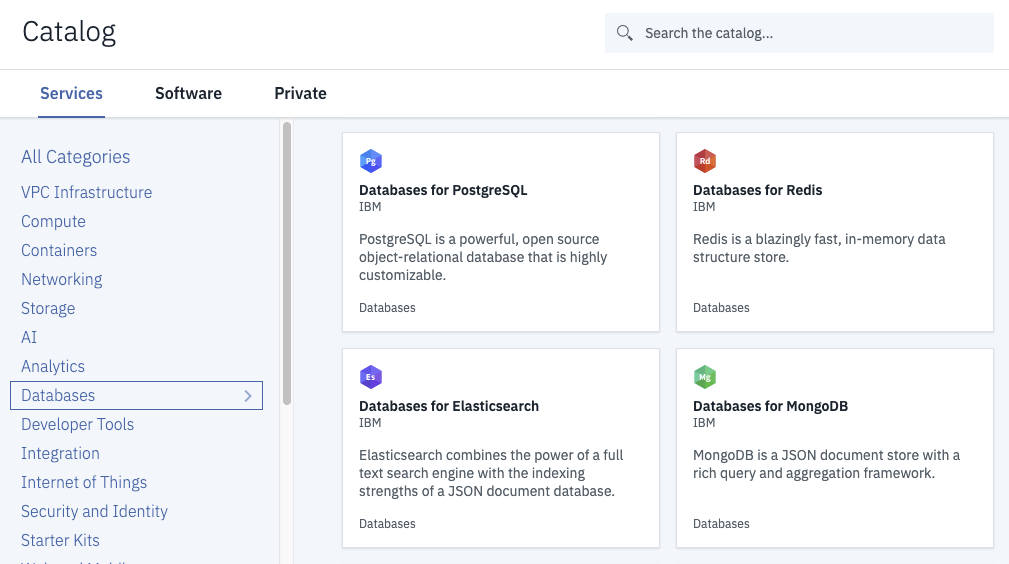 Catalog
Search the catalog...
Services
Software
Private
All Categories
VPC Infrastructure
Compute
Containers
Networking
Storage
AI
Analytics
Databases
Developer Tools
Integration
Internet of Things
Security and Identity
Starter Kits
Pg
Databases for PostgreSQL
IBM
PostgreSQL is a powerful, open source
object-relational database that is highly
customizable.
Databases
Rd
Databases for Redis
IBM
Redis is a blazingly fast, in-memory data
structure store.
Databases
Es
Databases for Elasticsearch
IBM
Elasticsearch combines the power of a full
text search engine with the indexing
strengths of a JSON document database.
Databases
Mg
Databases for MongoDB
IBM
MongoDB is a JSON document store with a
rich query and aggregation framework.
Databases